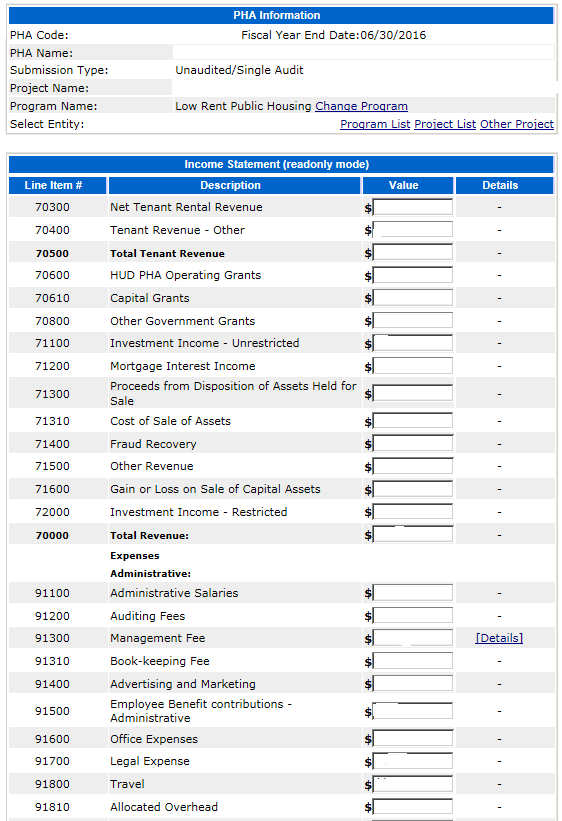 PHA Information
PHA Code: Fiscal Year End Date:06/30/2016
PHA Name:
Submission Type: Unaudited/Single Audit
Project Name:
Program Name: Low Rent Public Housing Change Program
Select Entity: Program List Project List Other Project
Income Statement (readonly mode)
Line Item # Description Value Details
70300 Net Tenant Rental Revenue $ -
70400 Tenant Revenue - Other $ -
70500 Total Tenant Revenue $ -
70600 HUD PHA Operating Grants $ -
70610 Capital Grants $ -
70800 Other Government Grants $ -
71100 Investment Income - Unrestricted $ -
71200 Mortgage Interest Income $ -
71300 Proceeds from Disposition of Assets Held for
Sale $ -
71310 Cost of Sale of Assets $ -
71400 Fraud Recovery $ -
71500 Other Revenue $ -
71600 Gain or Loss on Sale of Capital Assets $ -
72000 Investment Income - Restricted $ -
70000 Total Revenue: $ -
Expenses
Administrative:
91100 Administrative Salaries $ -
91200 Auditing Fees $ -
91300 Management Fee $ [Details]
91310 Book-keeping Fee $ -
91400 Advertising and Marketing $ -
91500 Employee Benefit contributions -
Administrative $ -
91600 Office Expenses $ -
91700 Legal Expense $ -
91800 Travel $ -
91810 Allocated Overhead $ -